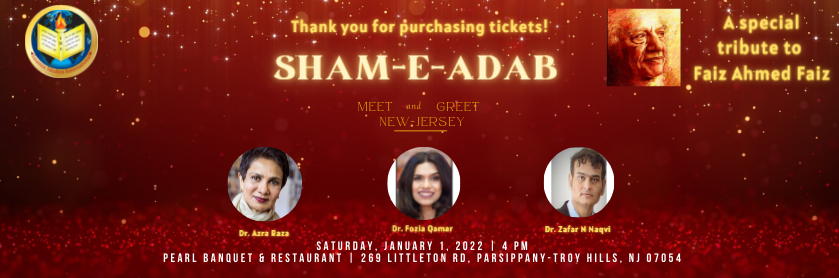 Thank you for purchasing tickets!
SHAM-E-ADAB
MEET and GREET
NEW JERSEY
A special
tribute to
Faiz Ahmed Faiz
Dr. Azra Raza
Dr. Fozia Qamar
Dr. Zafar N Naqvi
SATURDAY, JANUARY 1, 2022 | 4 PM
PEARL BANQUET & RESTAURANT | 269 LITTLETON RD, PARSIPPANY-TROY HILLS, NJ 07054